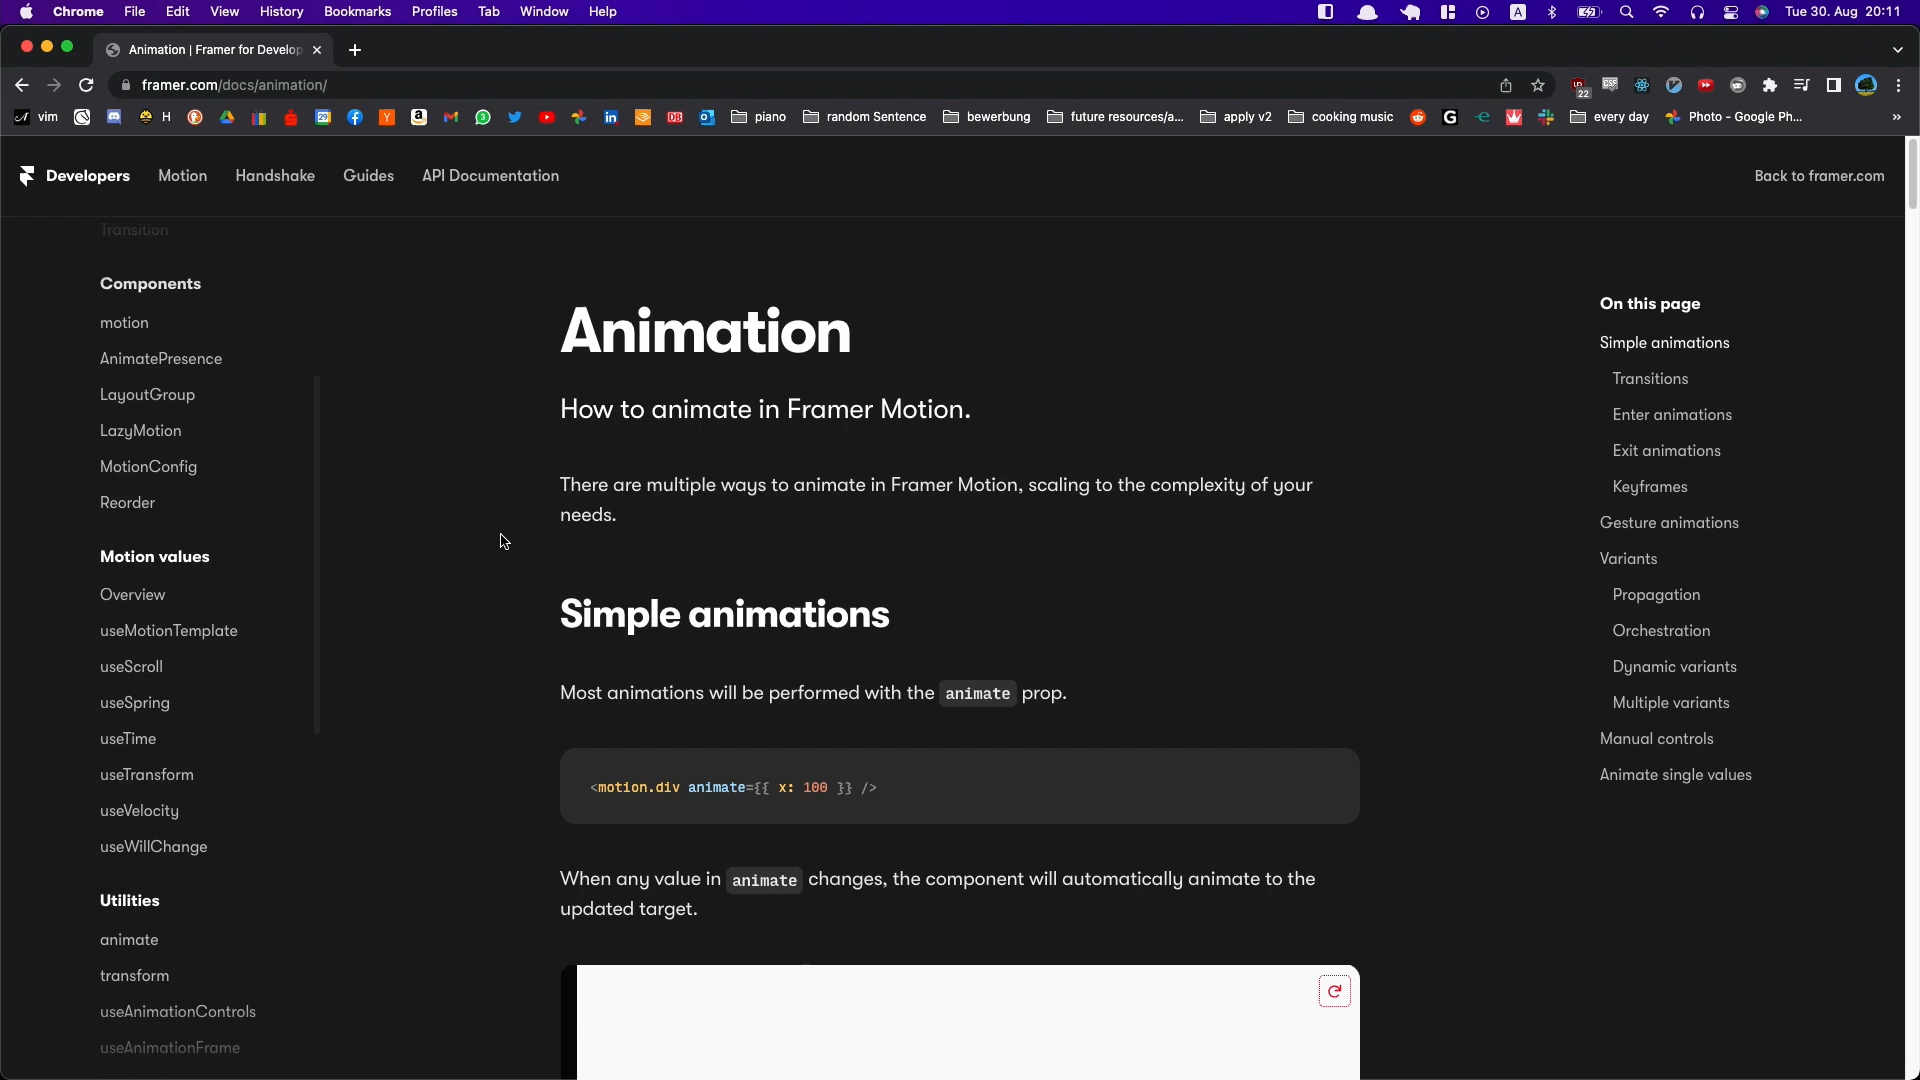 Chrome File Edit View History Bookmarks Profiles Tab Window Help A Tue 30. Aug 20:11
Animation | Framer for Develop
framer.com/docs/animation/ 22
vim H 29 3 DB piano random Sentence bewerbung future resources/a... apply v2 cooking music G every day Photo - Google Ph... »
Developers Motion Handshake Guides API Documentation Back to framer.com
Transition
Components
motion
AnimatePresence
LayoutGroup
LazyMotion
MotionConfig
Reorder
Motion values
Overview
useMotionTemplate
useScroll
useSpring
useTime
useTransform
useVelocity
useWillChange
Utilities
animate
transform
useAnimationControls
useAnimationFrame
Animation
How to animate in Framer Motion.
There are multiple ways to animate in Framer Motion, scaling to the complexity of your
needs.
Simple animations
Most animations will be performed with the animate prop.
<motion.div animate={{ x: 100 }} />
When any value in animate changes, the component will automatically animate to the
updated target.
On this page
Simple animations
Transitions
Enter animations
Exit animations
Keyframes
Gesture animations
Variants
Propagation
Orchestration
Dynamic variants
Multiple variants
Manual controls
Animate single values